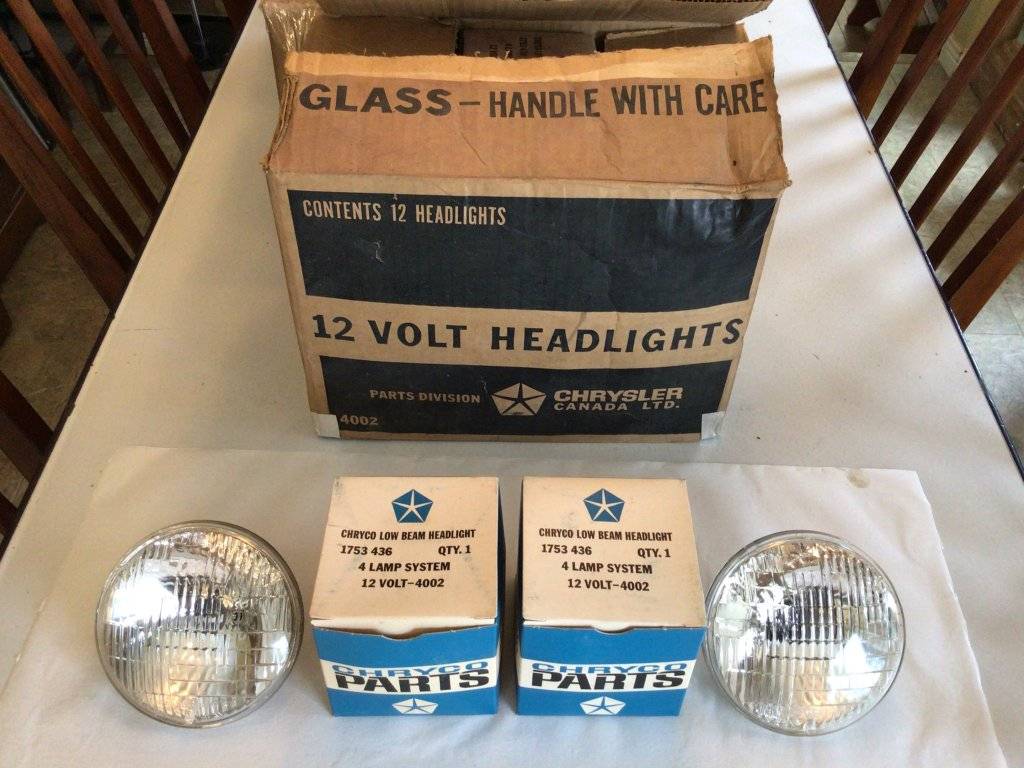 GLASS - HANDLE WITH CARE
CONTENTS 12 HEADLIGHTS
12 VOLT HEADLIGHTS
PARTS DIVISION CHRYSLER
CANADA LTD.
4002
CHRYCO LOW BEAM HEADLIGHT
1753 436 QTY. 1
4 LAMP SYSTEM
12 VOLT-4002
CHRYCO
PARTS
CHRYCO LOW BEAM HEADLIGHT
1753 436 QTY. 1
4 LAMP SYSTEM
12 VOLT-4002
CHRYCO
PARTS